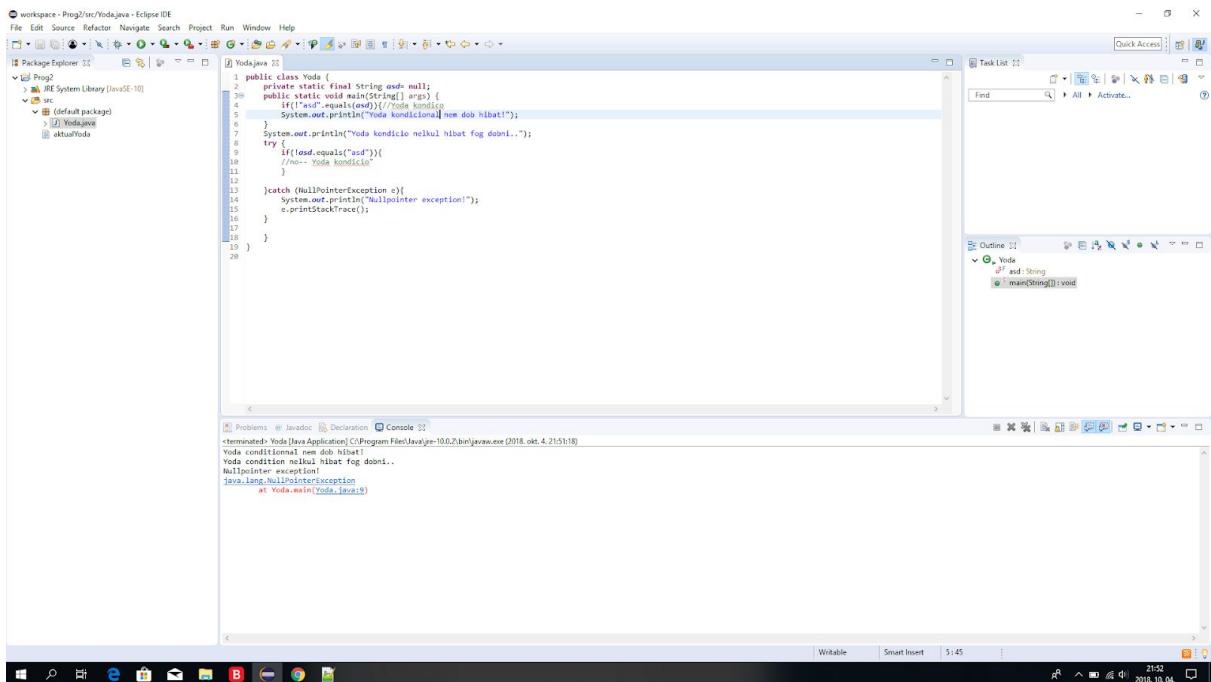 workspace - Prog2/src/Yoda.java - Eclipse IDE
File Edit Source Refactor Navigate Search Project Run Window Help
Quick Access
Package Explorer
Prog2
JRE System Library [JavaSE-10]
src
(default package)
Yoda.java
aktualYoda
Yoda.java
1 public class Yoda {
2 private static final String asd= null;
3 public static void main(String[] args) {
4 if(!"asd".equals(asd)){//Yoda kondico
5 System.out.println("Yoda kondicional nem dob hibat!");
6 }
7 System.out.println("Yoda kondicio nelkul hibat fog dobni..");
8 try {
9 if(!asd.equals("asd")){
10 //no-- Yoda kondicio"
11 }
12
13 }catch (NullPointerException e){
14 System.out.println("Nullpointer exception!");
15 e.printStackTrace();
16 }
17
18 }
19 }
20
Task List
Find All Activate...
Outline
Yoda
asd : String
main(String[]) : void
Problems Javadoc Declaration Console
<terminated> Yoda [Java Application] C:\Program Files\Java\jre-10.0.2\bin\javaw.exe (2018. okt. 4. 21:51:18)
Yoda conditionnal nem dob hibat!
Yoda condition nelkul hibat fog dobni..
Nullpointer exception!
java.lang.NullPointerException
at Yoda.main(Yoda.java:9)
Writable Smart Insert 5:45
21:52
2018. 10. 04.